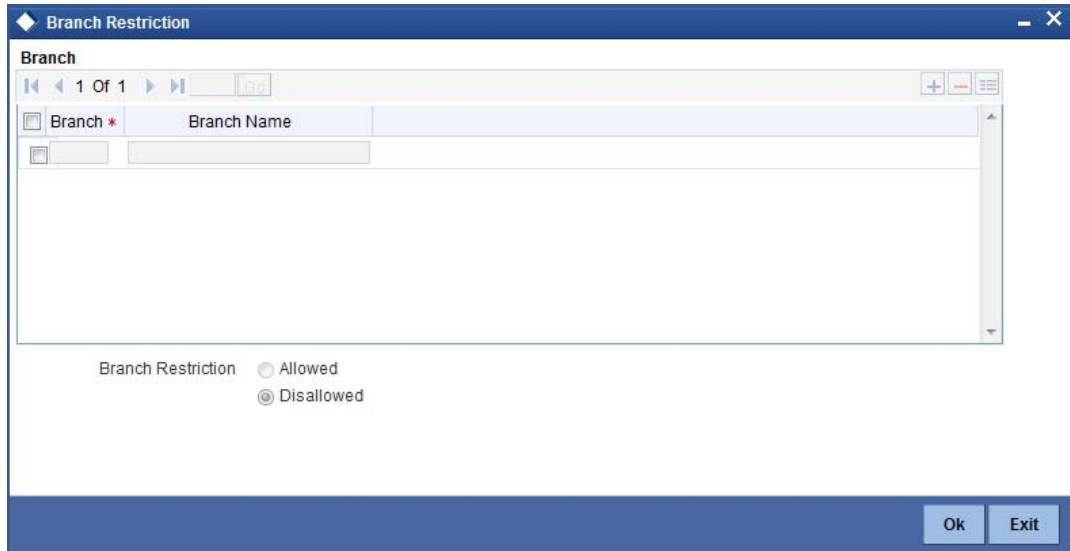 Branch Restriction
Branch
1 Of 1 Go
Branch * Branch Name
Branch Restriction Allowed
Disallowed
Ok Exit